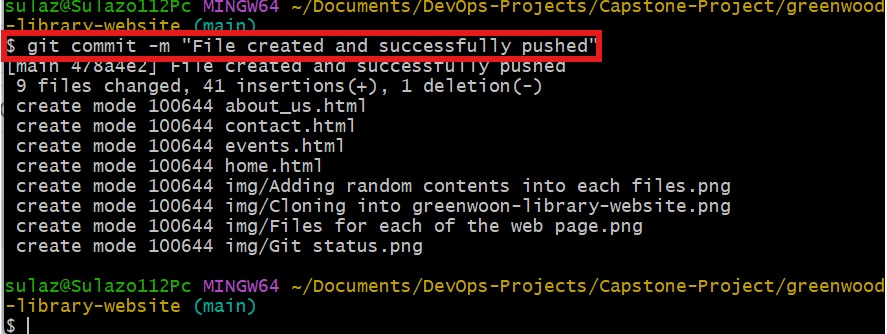 sulaz@Sulazo112Pc MINGW64 ~/Documents/DevOps-Projects/Capstone-Project/greenwood
-library-website (main)
$ git commit -m "File created and successfully pushed"
[main 478a4e2] File created and successfully pushed
 9 files changed, 41 insertions(+), 1 deletion(-)
 create mode 100644 about_us.html
 create mode 100644 contact.html
 create mode 100644 events.html
 create mode 100644 home.html
 create mode 100644 img/Adding random contents into each files.png
 create mode 100644 img/Cloning into greenwoon-library-website.png
 create mode 100644 img/Files for each of the web page.png
 create mode 100644 img/Git status.png
sulaz@Sulazo112Pc MINGW64 ~/Documents/DevOps-Projects/Capstone-Project/greenwood
-library-website (main)
$